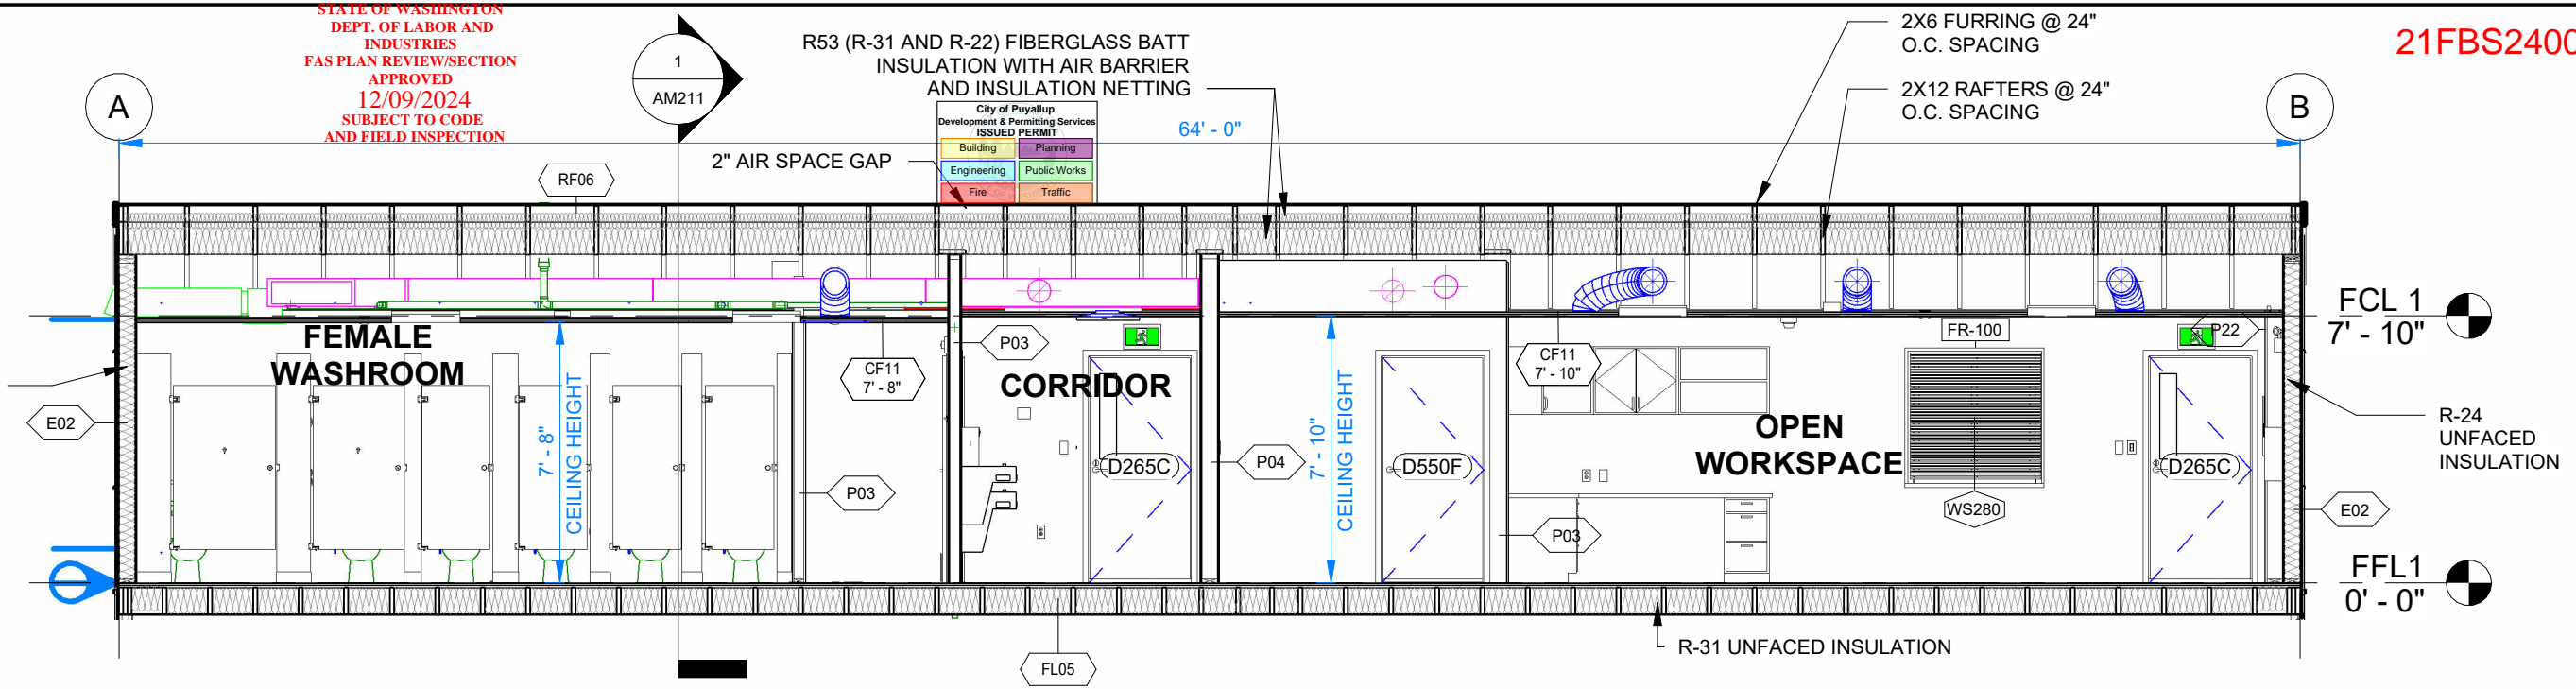 STATE OF WASHINGTON
DEPT. OF LABOR AND
INDUSTRIES
FAS PLAN REVIEW/SECTION
APPROVED
12/09/2024
SUBJECT TO CODE
AND FIELD INSPECTION
A
1
AM211
R53 (R-31 AND R-22) FIBERGLASS BATT
INSULATION WITH AIR BARRIER
AND INSULATION NETTING
City of Puyallup
Development & Permitting Services
ISSUED PERMIT
Building
Planning
Engineering
Public Works
Fire
Traffic
64' - 0"
2X6 FURRING @ 24"
O.C. SPACING
2X12 RAFTERS @ 24"
O.C. SPACING
B
21FBS2400
2" AIR SPACE GAP
RF06
FEMALE
WASHROOM
E02
7' - 8"
CEILING HEIGHT
CF11
7' - 8"
P03
P03
CORRIDOR
D265C
P04
7' - 10"
CEILING HEIGHT
D550F
CF11
7' - 10"
P03
OPEN
WORKSPACE
FR-100
WS280
P22
D265C
FCL 1
7' - 10"
R-24
UNFACED
INSULATION
E02
FFL1
0' - 0"
FL05
R-31 UNFACED INSULATION